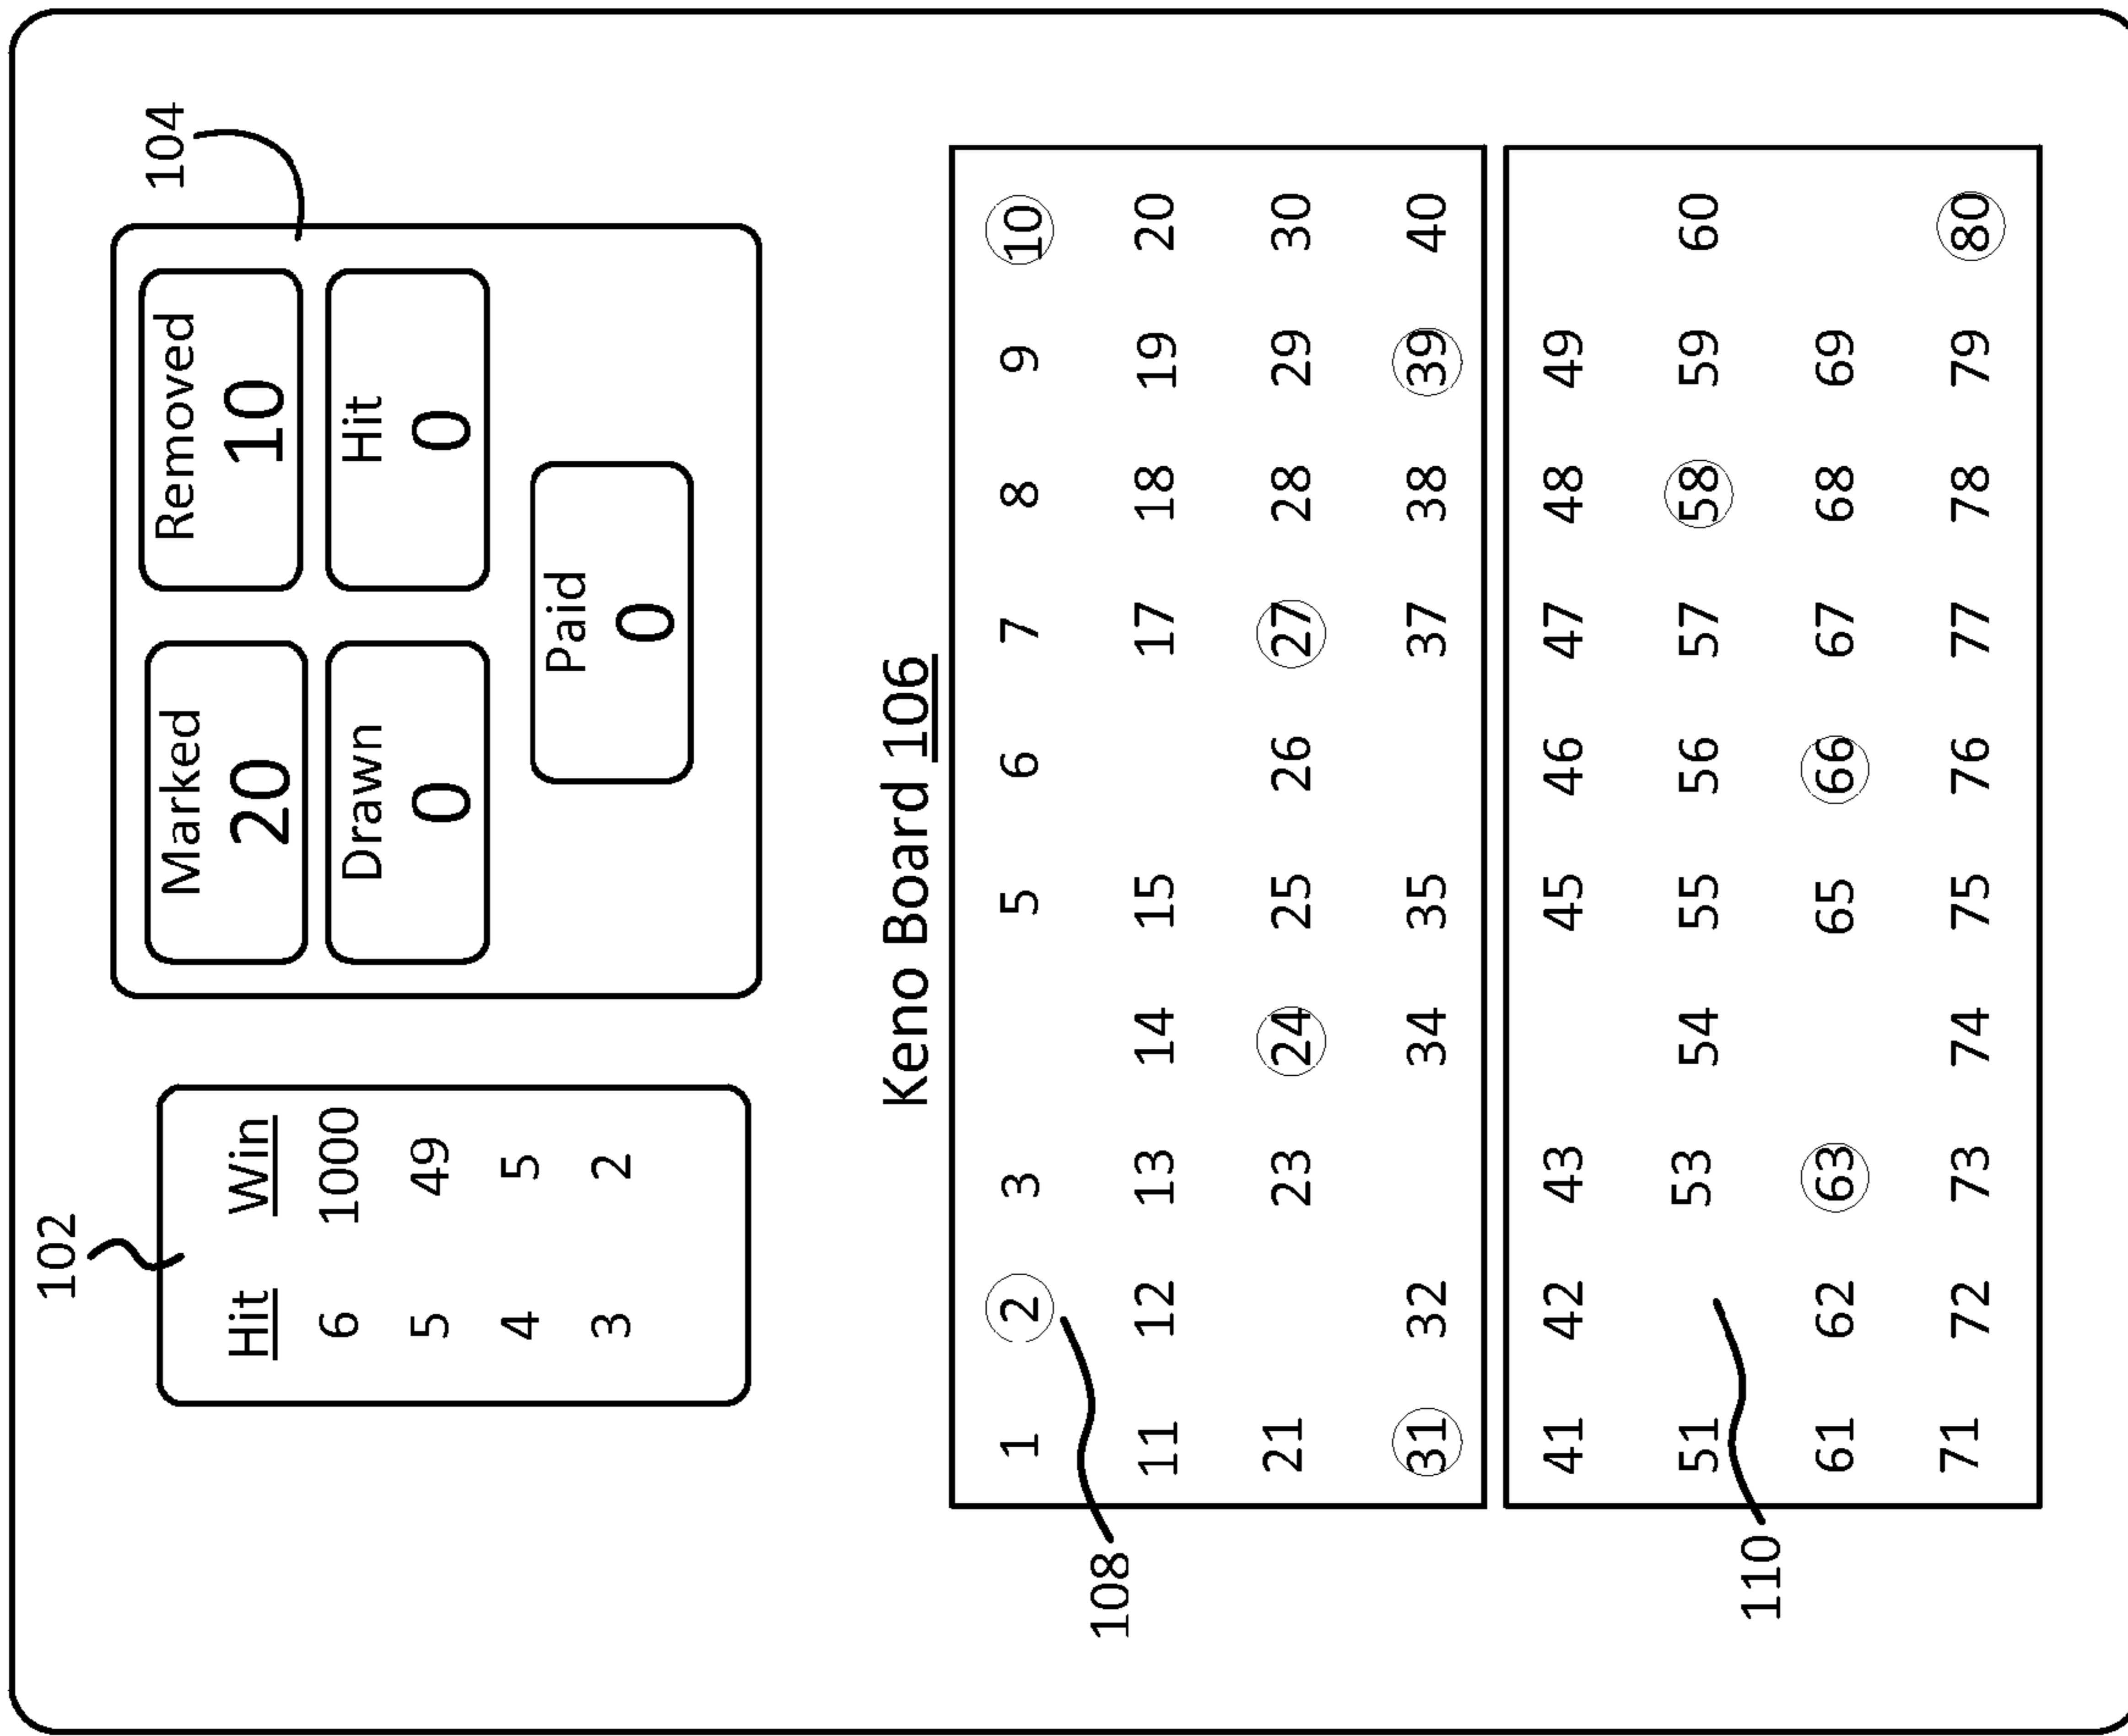 102
104
Hit Win
6 1000
5 49
4 5
3 2
Marked Removed
20 10
Drawn Hit
0 0
Paid
0
Keno Board 106
1 2 3 5 6 7 8 9 10
108
11 12 13 14 15 17 18 19 20
21 23 24 25 26 27 28 29 30
31 32 34 35 37 38 39 40
41 42 43 45 46 47 48 49
51 53 54 55 56 57 58 59 60
110
61 62 63 65 66 67 68 69
71 72 73 74 75 76 77 78 79 80